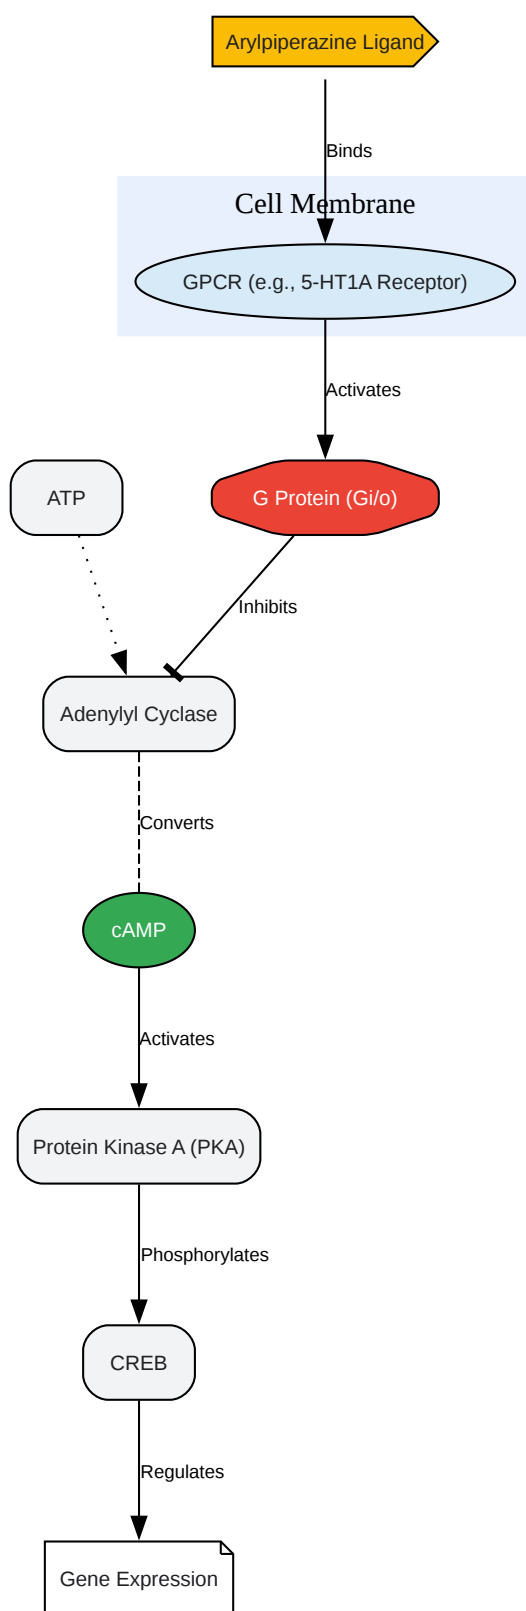 Arylpiperazine Ligand
Binds
Cell Membrane
GPCR (e.g., 5-HT1A Receptor)
Activates
ATP
G Protein (Gi/o)
Inhibits
Adenylyl Cyclase
Converts
cAMP
Activates
Protein Kinase A (PKA)
Phosphorylates
CREB
Regulates
Gene Expression